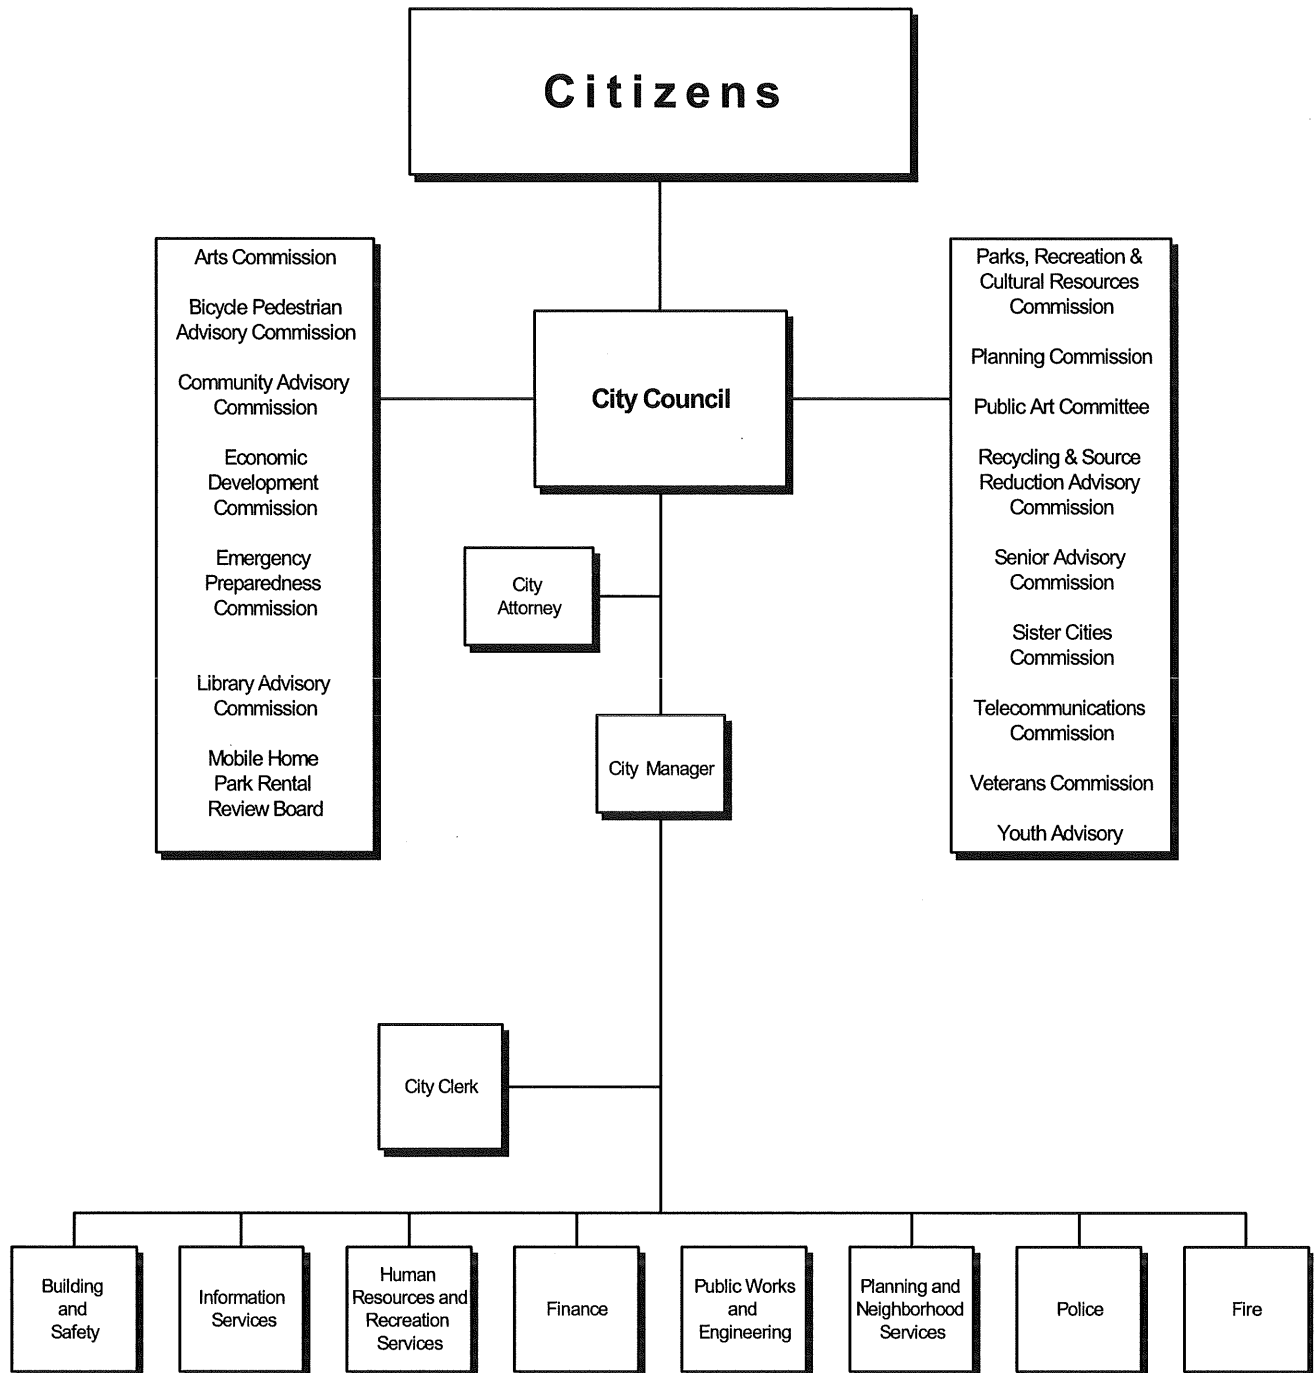 Citizens
Arts Commission
Bicycle Pedestrian
Advisory Commission
Community Advisory
Commission
Economic
Development
Commission
Emergency
Preparedness
Commission
Library Advisory
Commission
Mobile Home
Park Rental
Review Board
City Council
Parks, Recreation &
Cultural Resources
Commission
Planning Commission
Public Art Committee
Recycling & Source
Reduction Advisory
Commission
Senior Advisory
Commission
Sister Cities
Commission
Telecommunications
Commission
Veterans Commission
Youth Advisory
City
Attorney
City Manager
City Clerk
Building
and
Safety
Information
Services
Human
Resources and
Recreation
Services
Finance
Public Works
and
Engineering
Planning and
Neighborhood
Services
Police
Fire